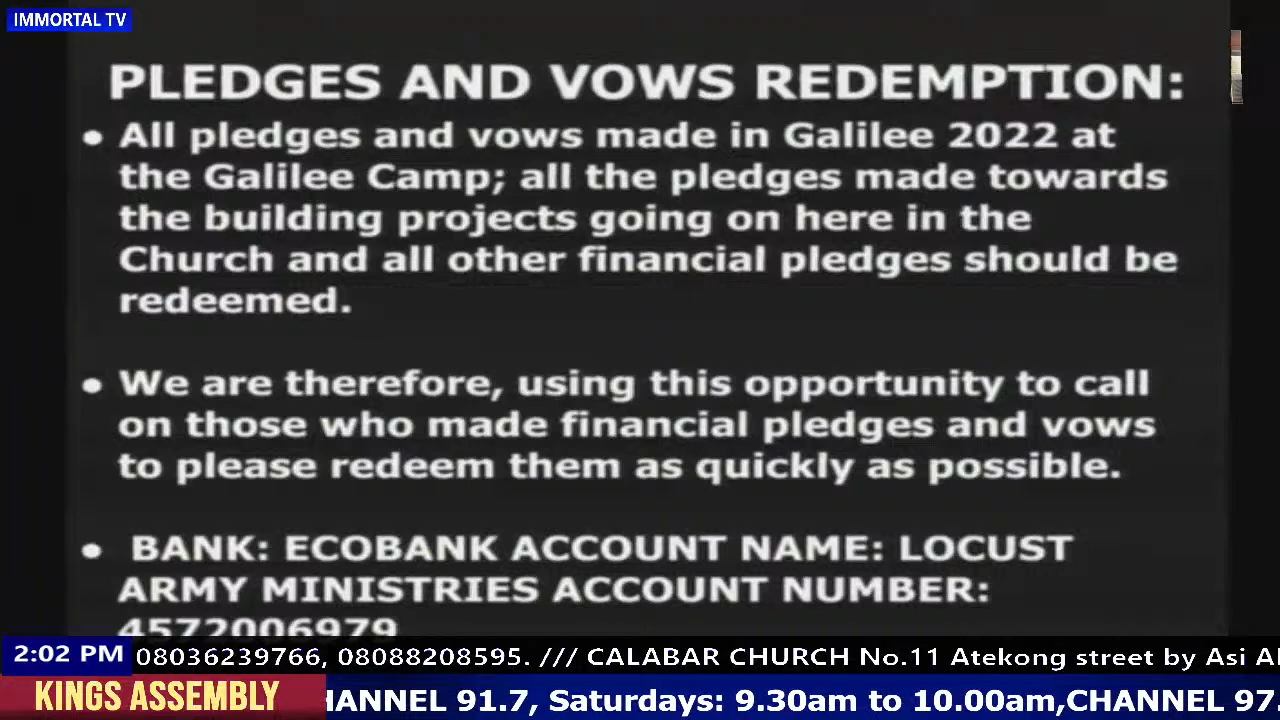 IMMORTAL TV
PLEDGES AND VOWS REDEMPTION:
• All pledges and vows made in Galilee 2022 at
the Galilee Camp; all the pledges made towards
the building projects going on here in the
Church and all other financial pledges should be
redeemed.
• We are therefore, using this opportunity to call
on those who made financial pledges and vows
to please redeem them as quickly as possible.
• BANK: ECOBANK ACCOUNT NAME: LOCUST
ARMY MINISTRIES ACCOUNT NUMBER:
4572006979
2:02 PM 08036239766, 08088208595. /// CALABAR CHURCH No.11 Atekong street by Asi
KINGS ASSEMBLY HANNEL 91.7, Saturdays: 9.30am to 10.00am,CHANNEL 97.